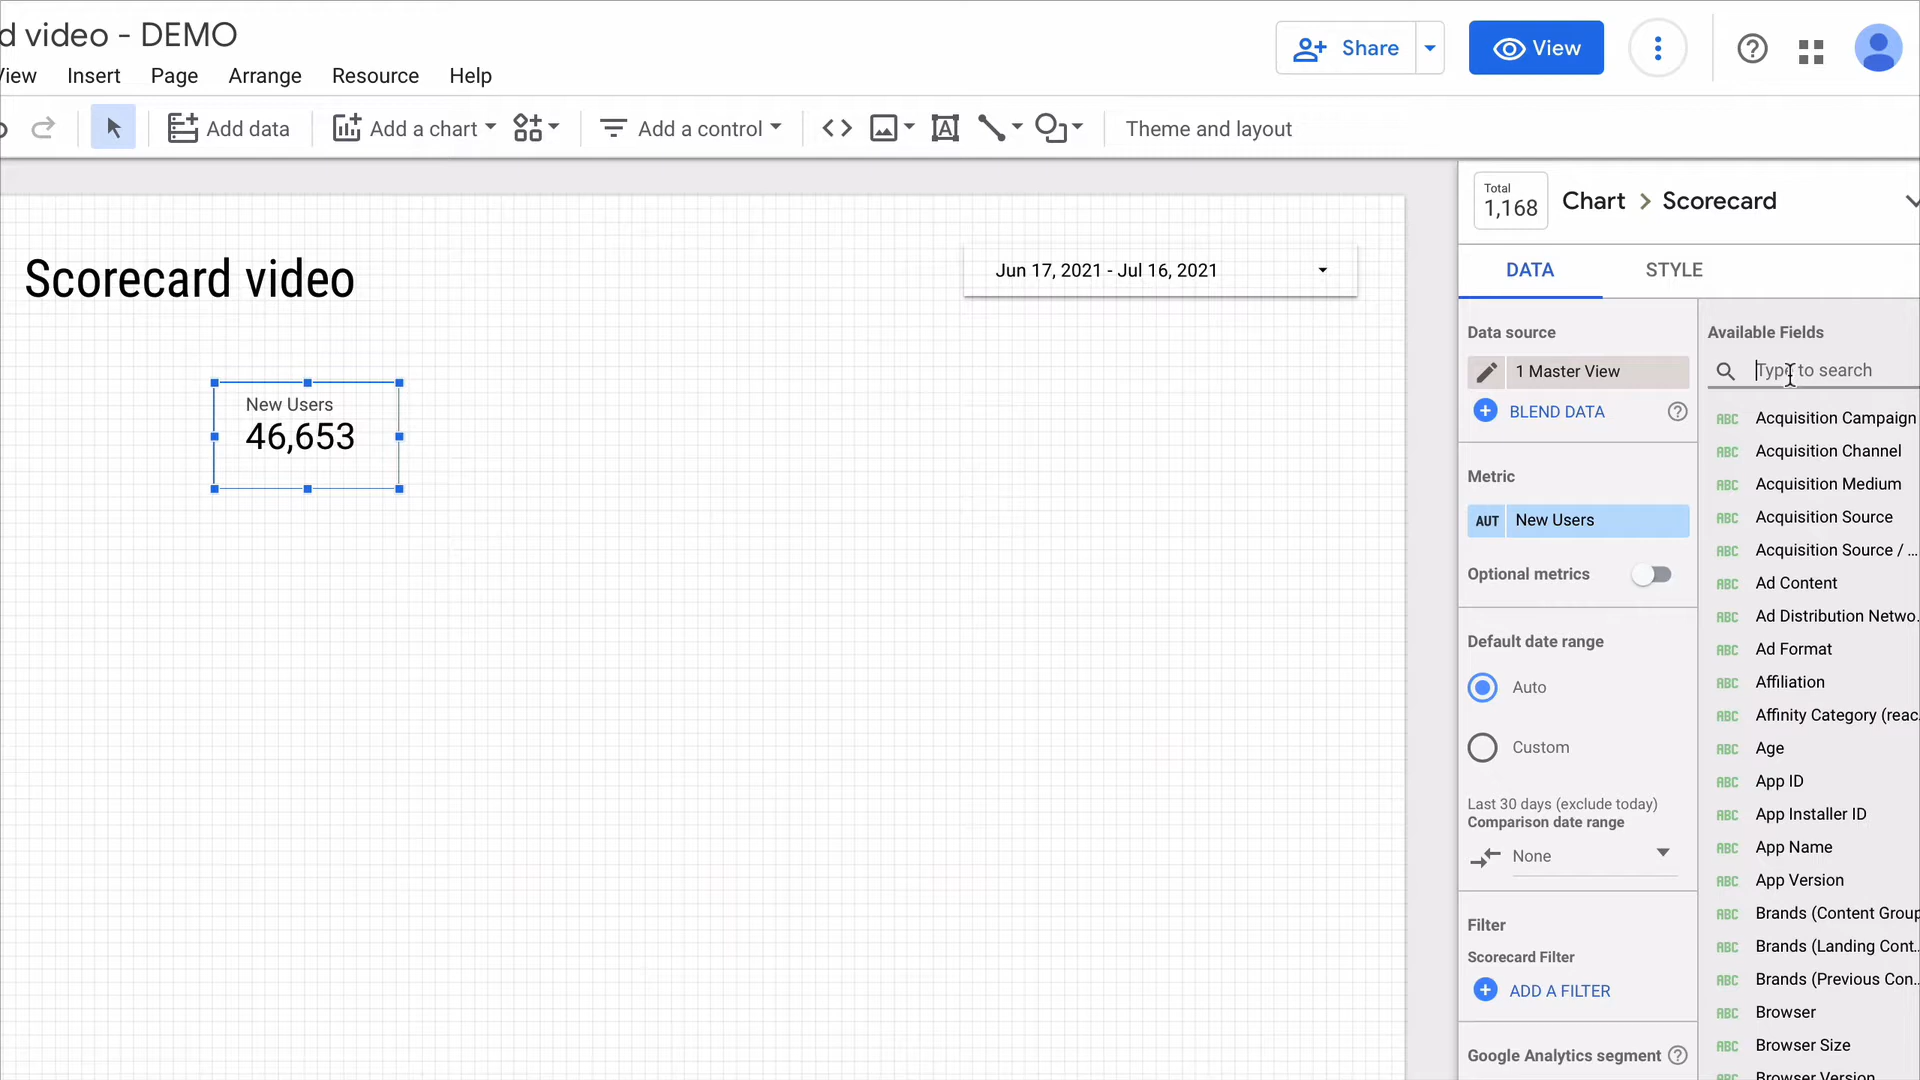 d video - DEMO
View Insert Page Arrange Resource Help
Share
View
Add data
Add a chart
Add a control
Theme and layout
Scorecard video
Jun 17, 2021 - Jul 16, 2021
New Users
46,653
Total
1,168
Chart > Scorecard
DATA
STYLE
Data source
1 Master View
BLEND DATA
Metric
AUT New Users
Optional metrics
Default date range
Auto
Custom
Last 30 days (exclude today)
Comparison date range
None
Filter
Scorecard Filter
ADD A FILTER
Google Analytics segment
Available Fields
Type to search
ABC Acquisition Campaign
ABC Acquisition Channel
ABC Acquisition Medium
ABC Acquisition Source
ABC Acquisition Source / ...
ABC Ad Content
ABC Ad Distribution Netwo.
ABC Ad Format
ABC Affiliation
ABC Affinity Category (reac.
ABC Age
ABC App ID
ABC App Installer ID
ABC App Name
ABC App Version
ABC Brands (Content Group
ABC Brands (Landing Cont..
ABC Brands (Previous Con..
ABC Browser
ABC Browser Size
ABC Browser Version